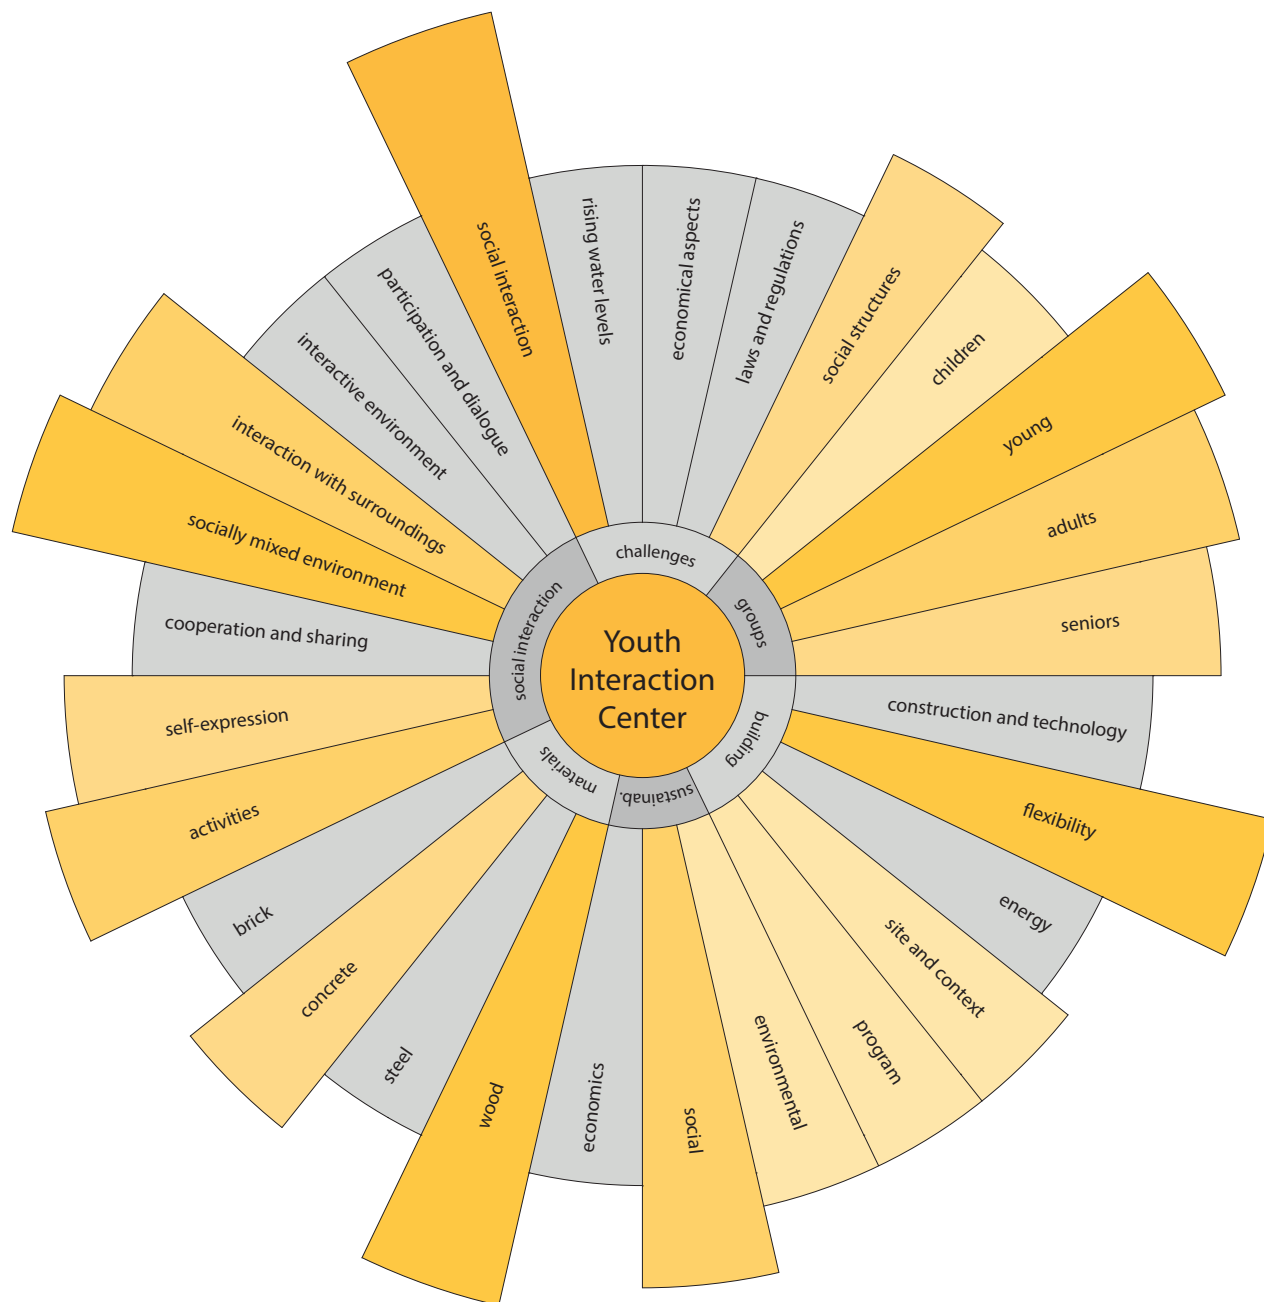 Youth
Interaction
Center
challenges
groups
building
sustainab.
materials
social interaction
rising water levels
economical aspects
laws and regulations
social structures
children
young
adults
seniors
construction and technology
flexibility
energy
site and context
program
environmental
social
economics
wood
steel
concrete
brick
activities
self-expression
cooperation and sharing
socially mixed environment
interaction with surroundings
interactive environment
participation and dialogue
social interaction